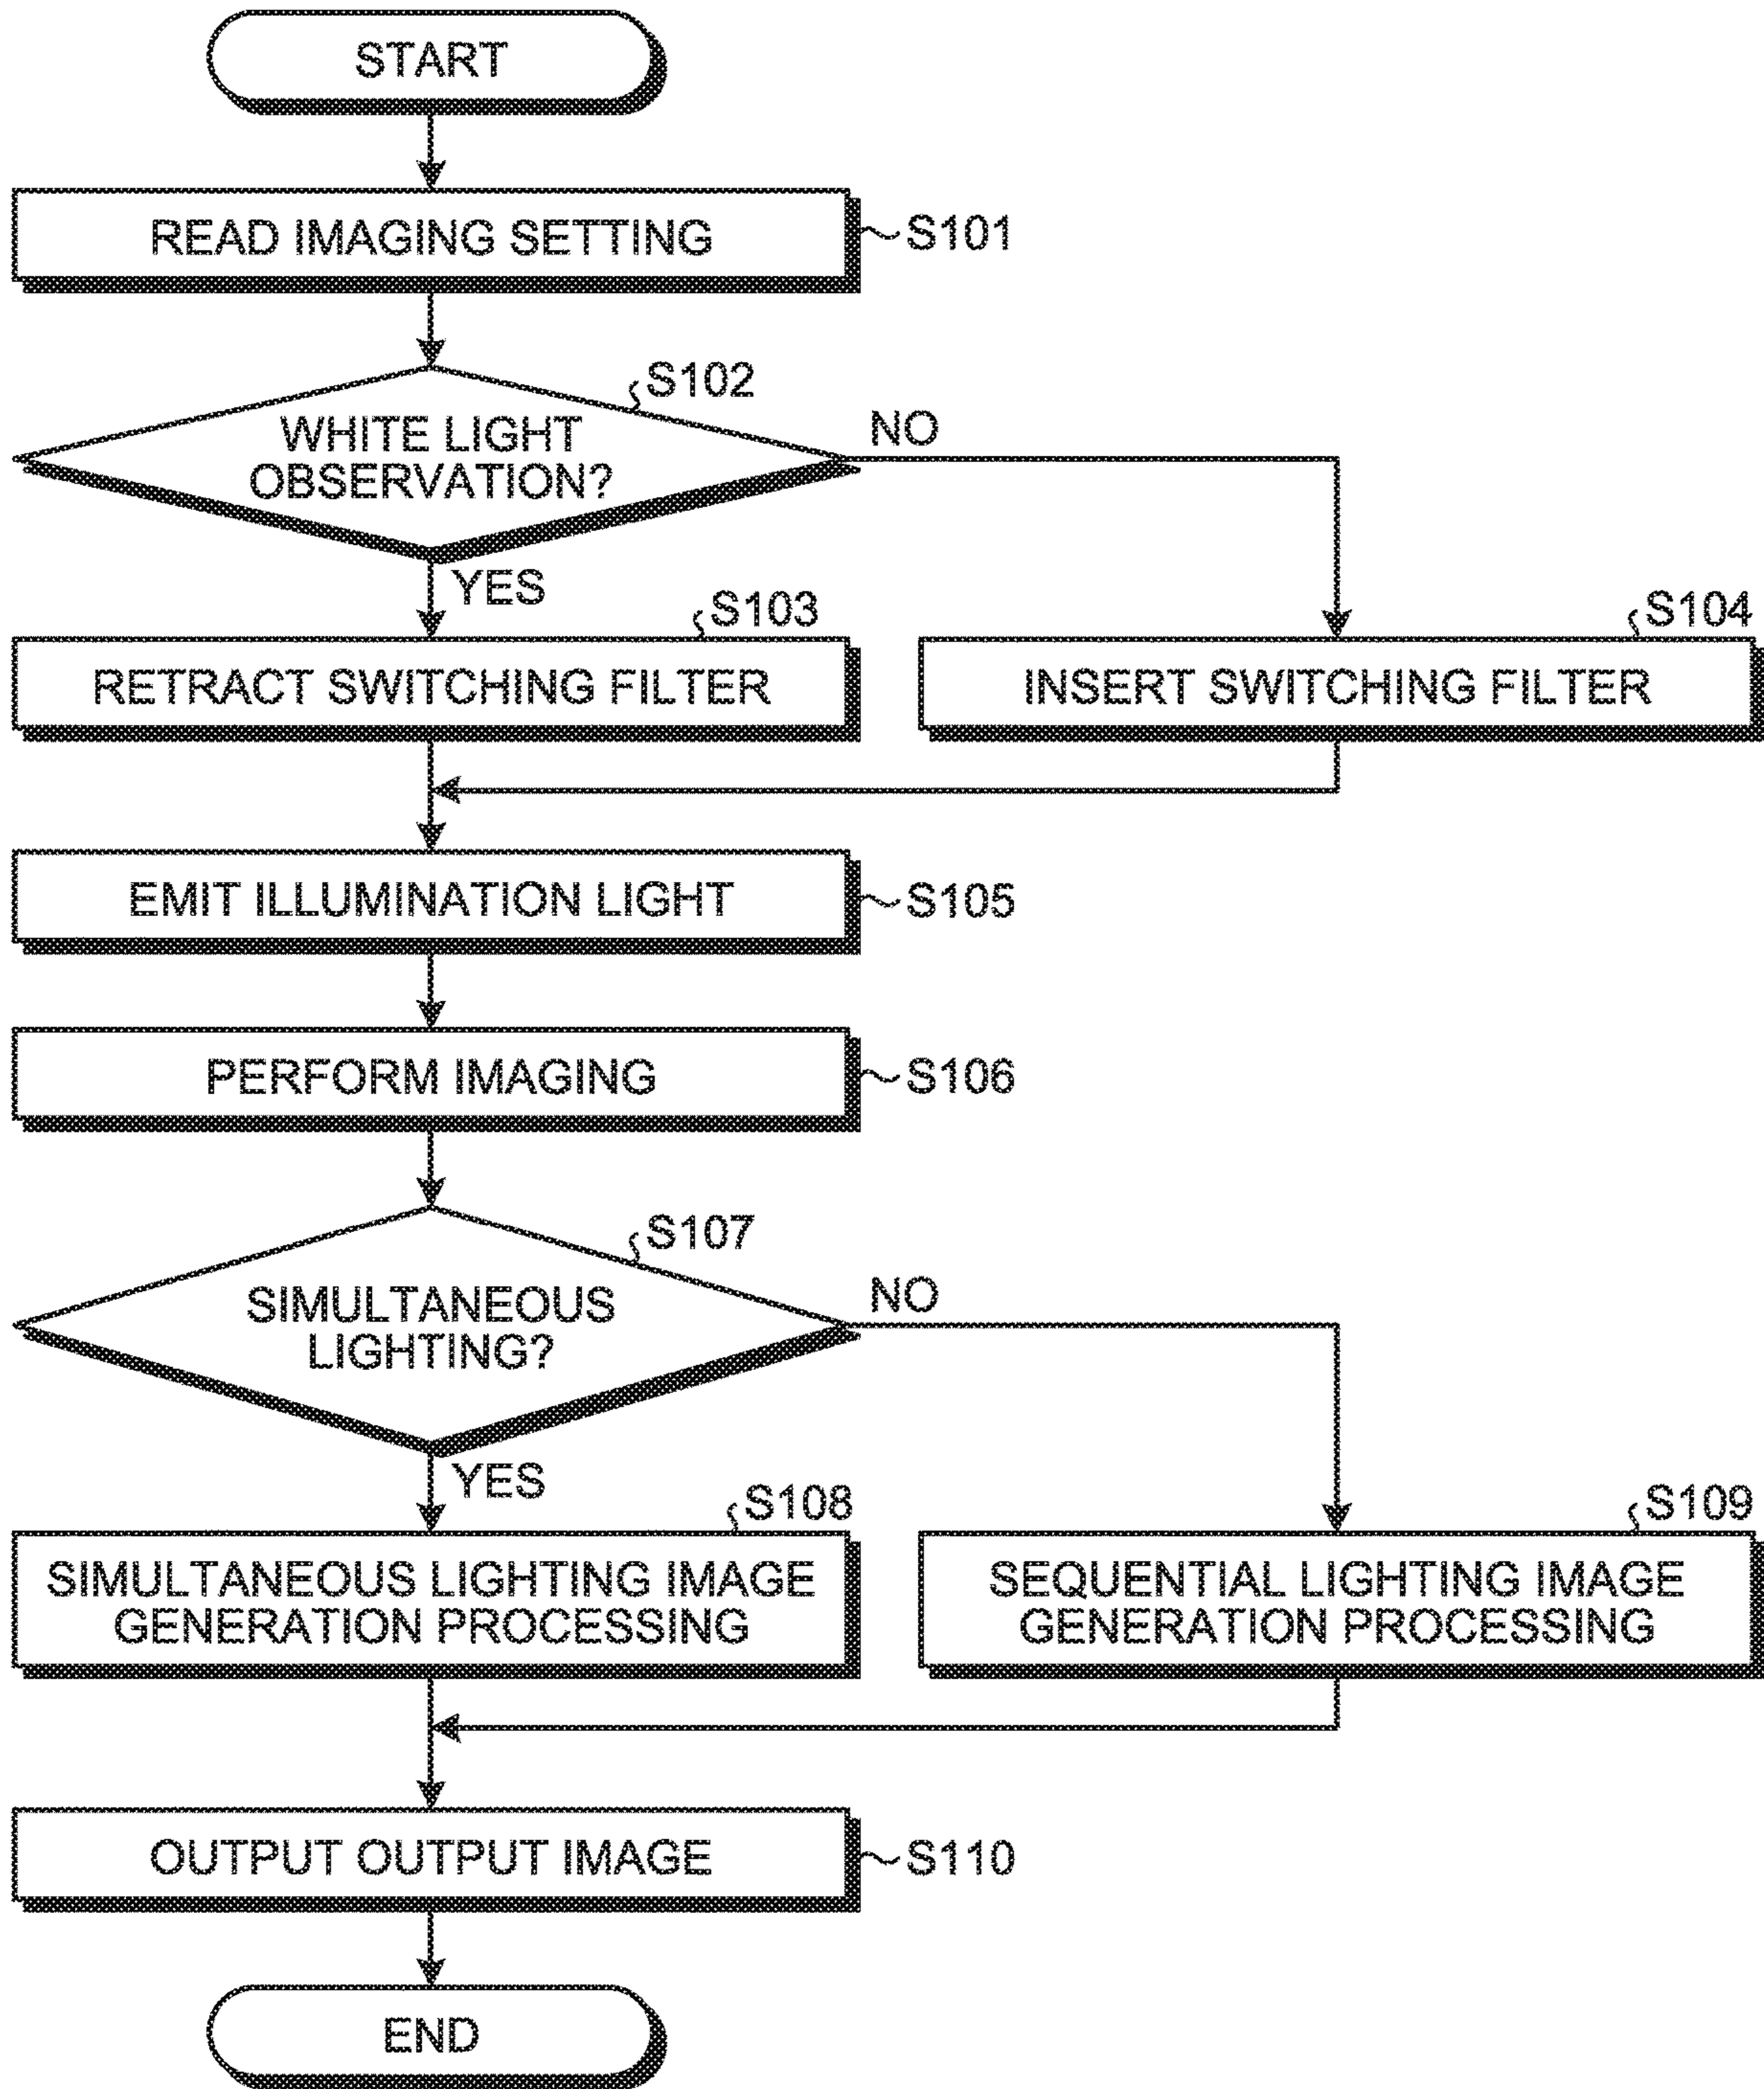 START
READ IMAGING SETTING
S101
S102
WHITE LIGHT
OBSERVATION?
NO
YES
S103
RETRACT SWITCHING FILTER
S104
INSERT SWITCHING FILTER
EMIT ILLUMINATION LIGHT
S105
PERFORM IMAGING
S106
S107
SIMULTANEOUS
LIGHTING?
NO
YES
S108
SIMULTANEOUS LIGHTING IMAGE
GENERATION PROCESSING
S109
SEQUENTIAL LIGHTING IMAGE
GENERATION PROCESSING
OUTPUT OUTPUT IMAGE
S110
END